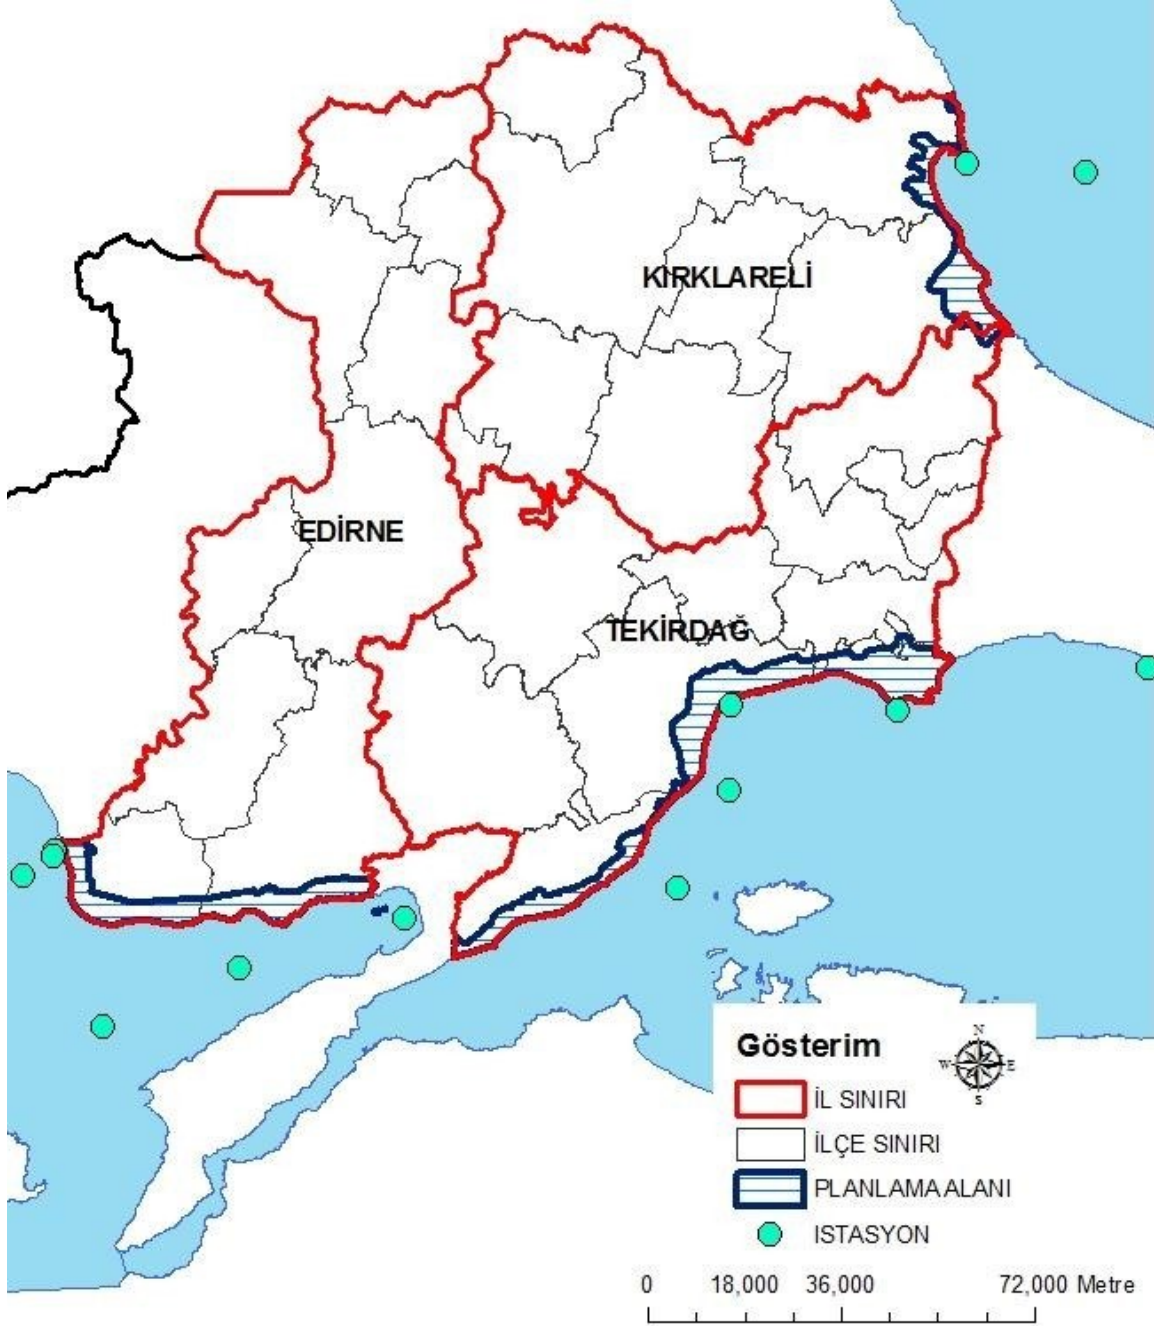 KIRKLARELİ
EDİRNE
TEKİRDAĞ
Gösterim
N
W E
S
İL SINIRI
İLÇE SINIRI
PLANLAMA ALANI
ISTASYON
0 18,000 36,000 72,000 Metre